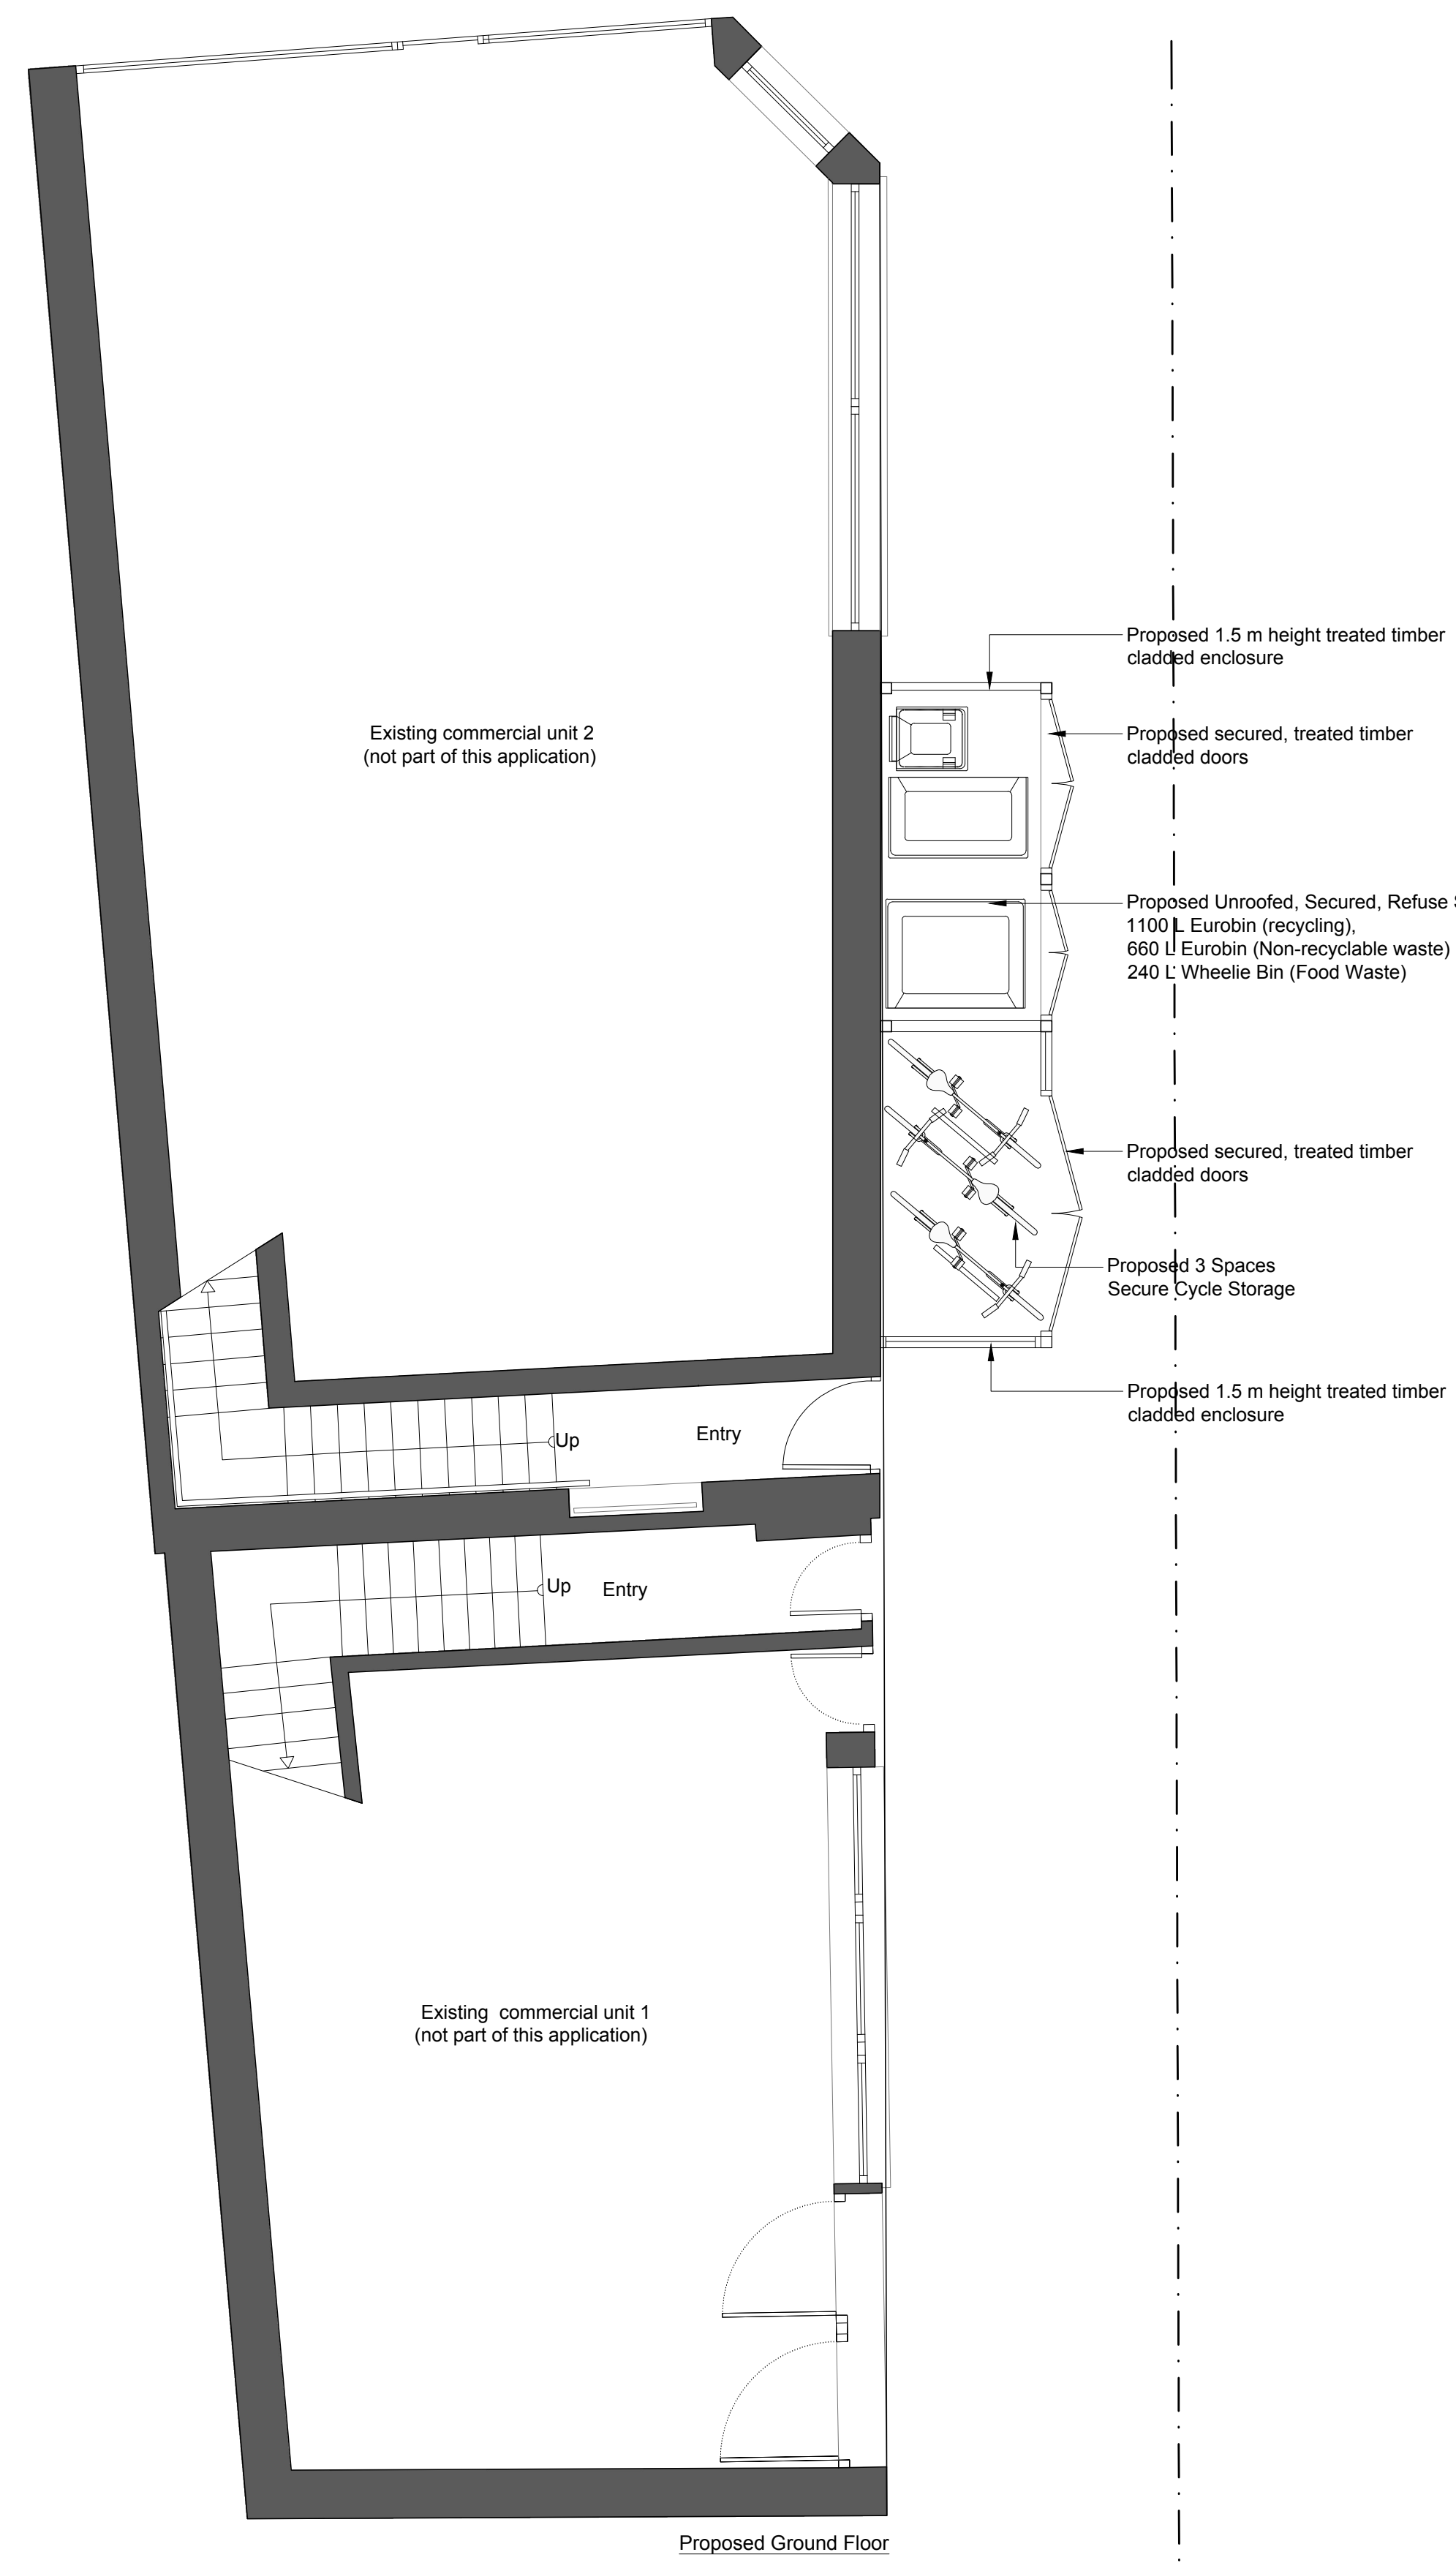 Proposed 1.5 m height treated timber
cladded enclosure
Existing commercial unit 2
(not part of this application)
Proposed secured, treated timber
cladded doors
Proposed Unroofed, Secured, Refuse
1100 L Eurobin (recycling),
660 L Eurobin (Non-recyclable waste)
240 L Wheelie Bin (Food Waste)
Proposed secured, treated timber
cladded doors
Proposed 3 Spaces
Secure Cycle Storage
Proposed 1.5 m height treated timber
cladded enclosure
Up
Entry
Up
Entry
Existing commercial unit 1
(not part of this application)
Proposed Ground Floor